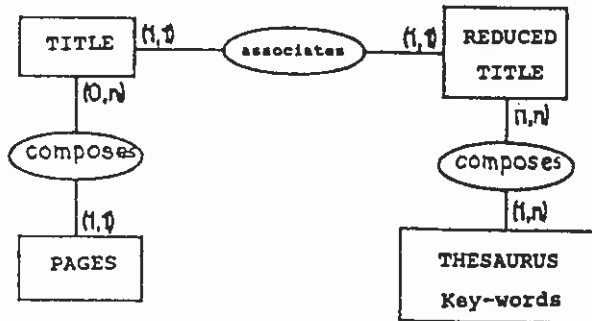 TITLE
(1,1)
associates
(1,1)
REDUCED
TITLE
(0,n)
(1,n)
composes
composes
(1,1)
(1,n)
PAGES
THESAURUS
Key-words